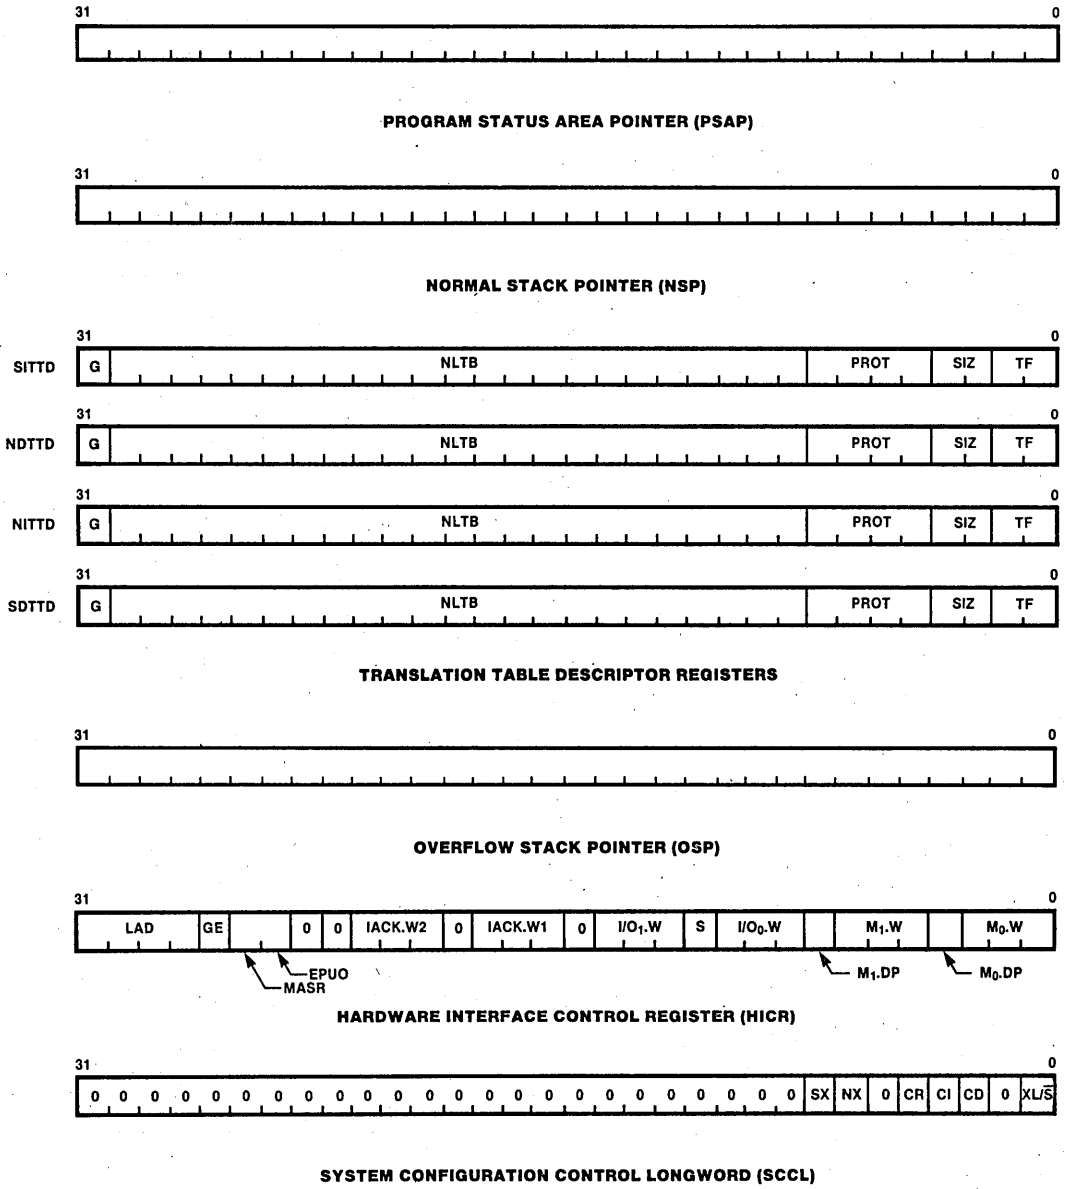 31 0
PROGRAM STATUS AREA POINTER (PSAP)
31 0
NORMAL STACK POINTER (NSP)
31 0
SITTD G NLTB PROT SIZ TF
31 0
NDTTD G NLTB PROT SIZ TF
31 0
NITTD G NLTB PROT SIZ TF
31 0
SDTTD G NLTB PROT SIZ TF
TRANSLATION TABLE DESCRIPTOR REGISTERS
31 0
OVERFLOW STACK POINTER (OSP)
31 0
LAD GE 0 0 IACK.W2 0 IACK.W1 0 I/O₁.W S I/O₀.W M₁.W M₀.W
EPUO M₁.DP M₀.DP
MASR
HARDWARE INTERFACE CONTROL REGISTER (HICR)
31 0
0 0 0 0 0 0 0 0 0 0 0 0 0 0 0 0 0 0 0 0 0 0 0 0 SX NX 0 CR CI CD 0 XL/S̅
SYSTEM CONFIGURATION CONTROL LONGWORD (SCCL)